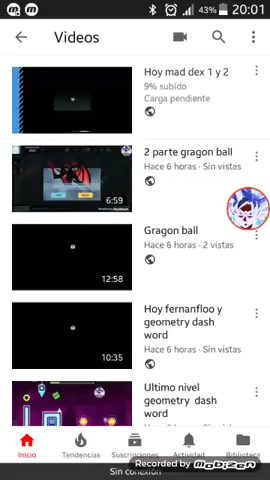 43% 20:01
Videos
Hoy mad dex 1 y 2
9% subido
Carga pendiente
2 parte gragon ball
Hace 6 horas · Sin vistas
6:59
Gragon ball
Hace 6 horas · 2 vistas
12:58
Hoy fernanfloo y
geometry dash
word
Hace 6 horas · Sin vistas
10:35
Ultimo nivel
geometry dash
word
Inicio
Tendencias
Suscripciones
Actividad
Biblioteca
Recorded by mobizen
Sin conexión